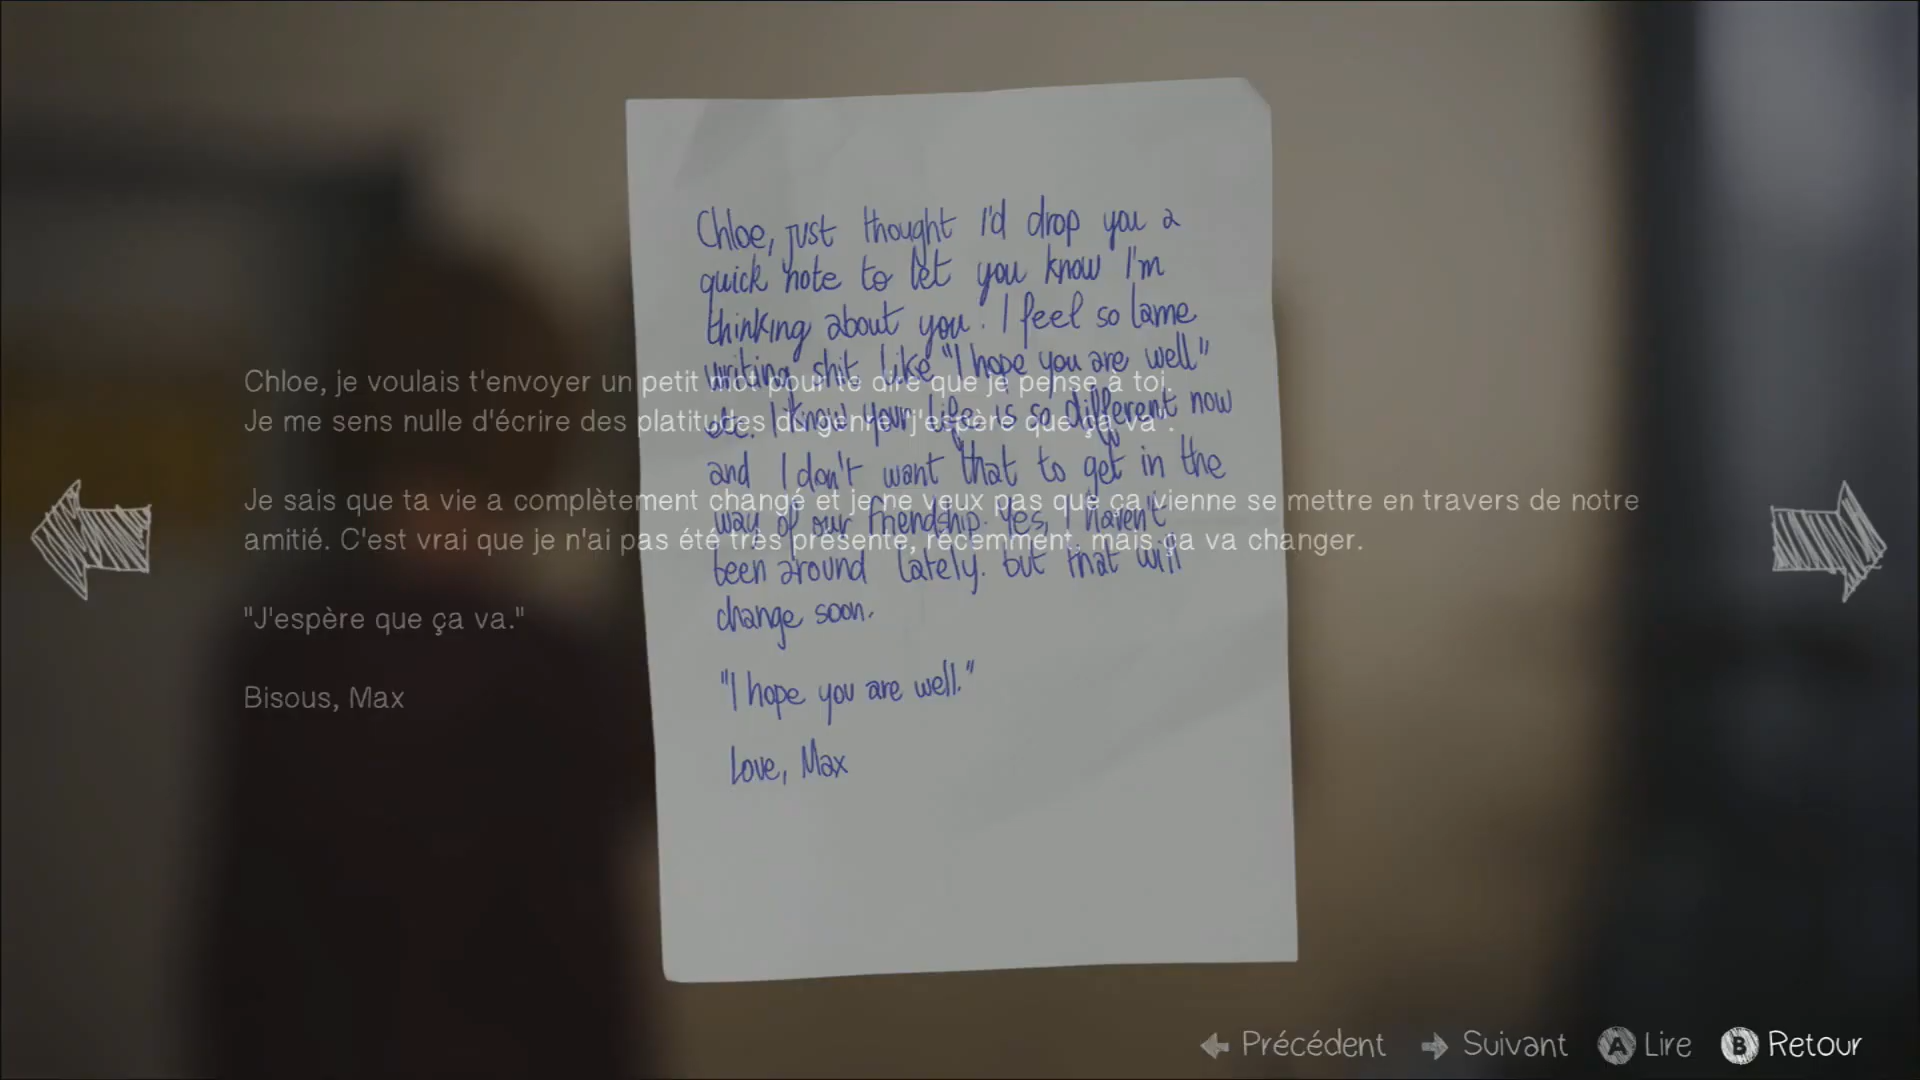 Chloe, just thought I'd drop you a
quick note to let you know I'm
thinking about you. I feel so lame
writing shit like "I hope you are well"
etc. I know your life is so different now
and I don't want that to get in the
way of our friendship. Yes, I haven't
been around lately. but that will
change soon.
"I hope you are well."
Love, Max
Chloe, je voulais t'envoyer un petit mot pour te dire que je pense à toi.
Je me sens nulle d'écrire des platitudes du genre "j'espère que ça va".
Je sais que ta vie a complètement changé et je ne veux pas que ça vienne se mettre en travers de notre
amitié. C'est vrai que je n'ai pas été très présente, récemment, mais ça va changer.
"J'espère que ça va."
Bisous, Max
Précédent Suivant A Lire B Retour